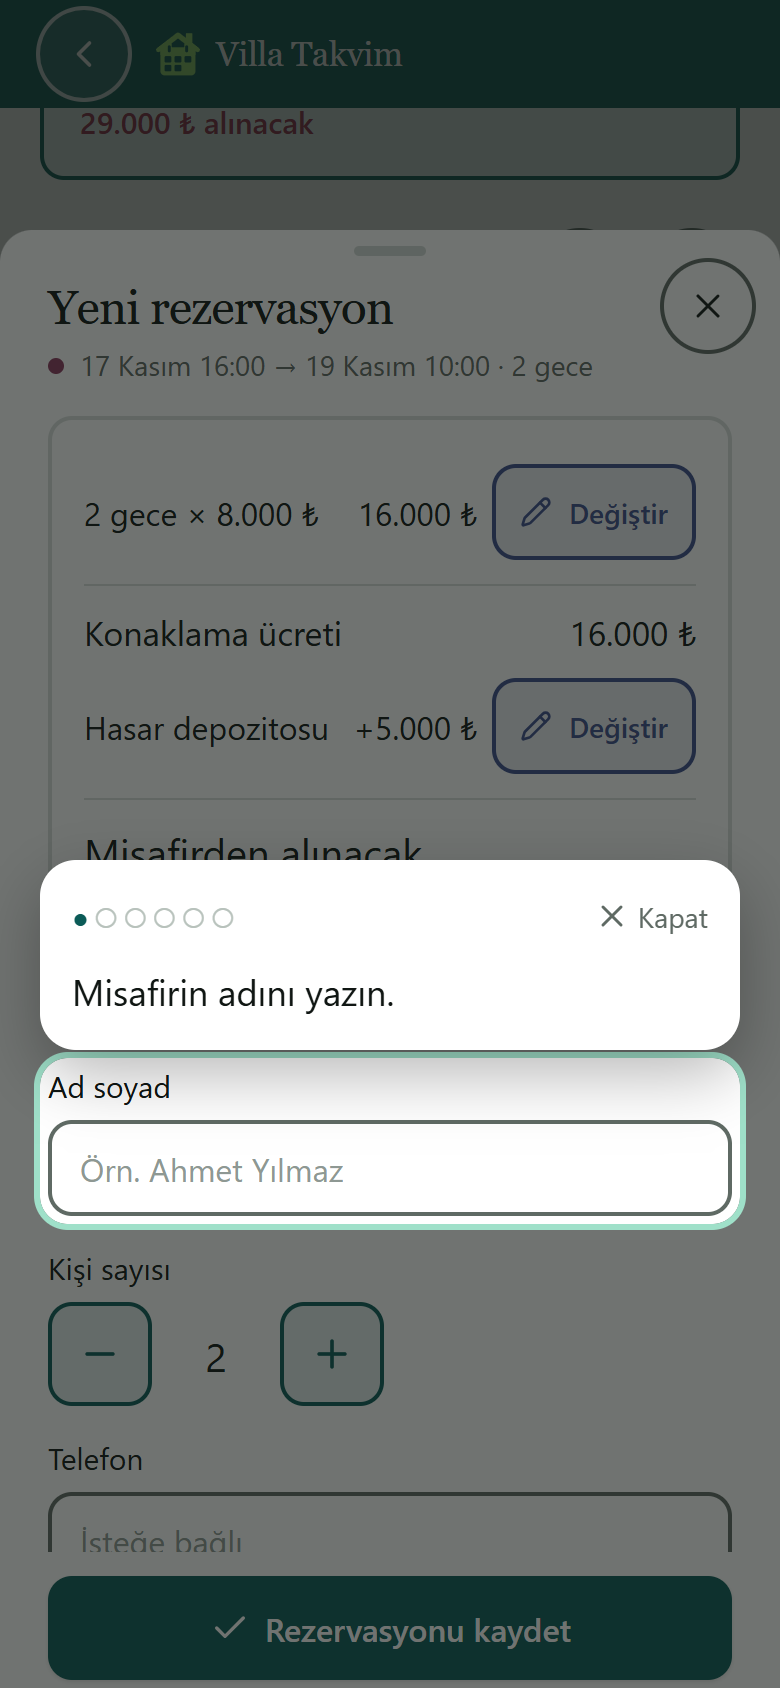 Villa Takvim
29.000 ₺ alınacak
Yeni rezervasyon
17 Kasım 16:00 → 19 Kasım 10:00 · 2 gece
2 gece × 8.000 ₺ 16.000 ₺ Değiştir
Konaklama ücreti 16.000 ₺
Hasar depozitosu +5.000 ₺ Değiştir
Misafirden alınacak
Kapat
Misafirin adını yazın.
Ad soyad
Örn. Ahmet Yılmaz
Kişi sayısı
2
Telefon
İsteğe bağlı
Rezervasyonu kaydet